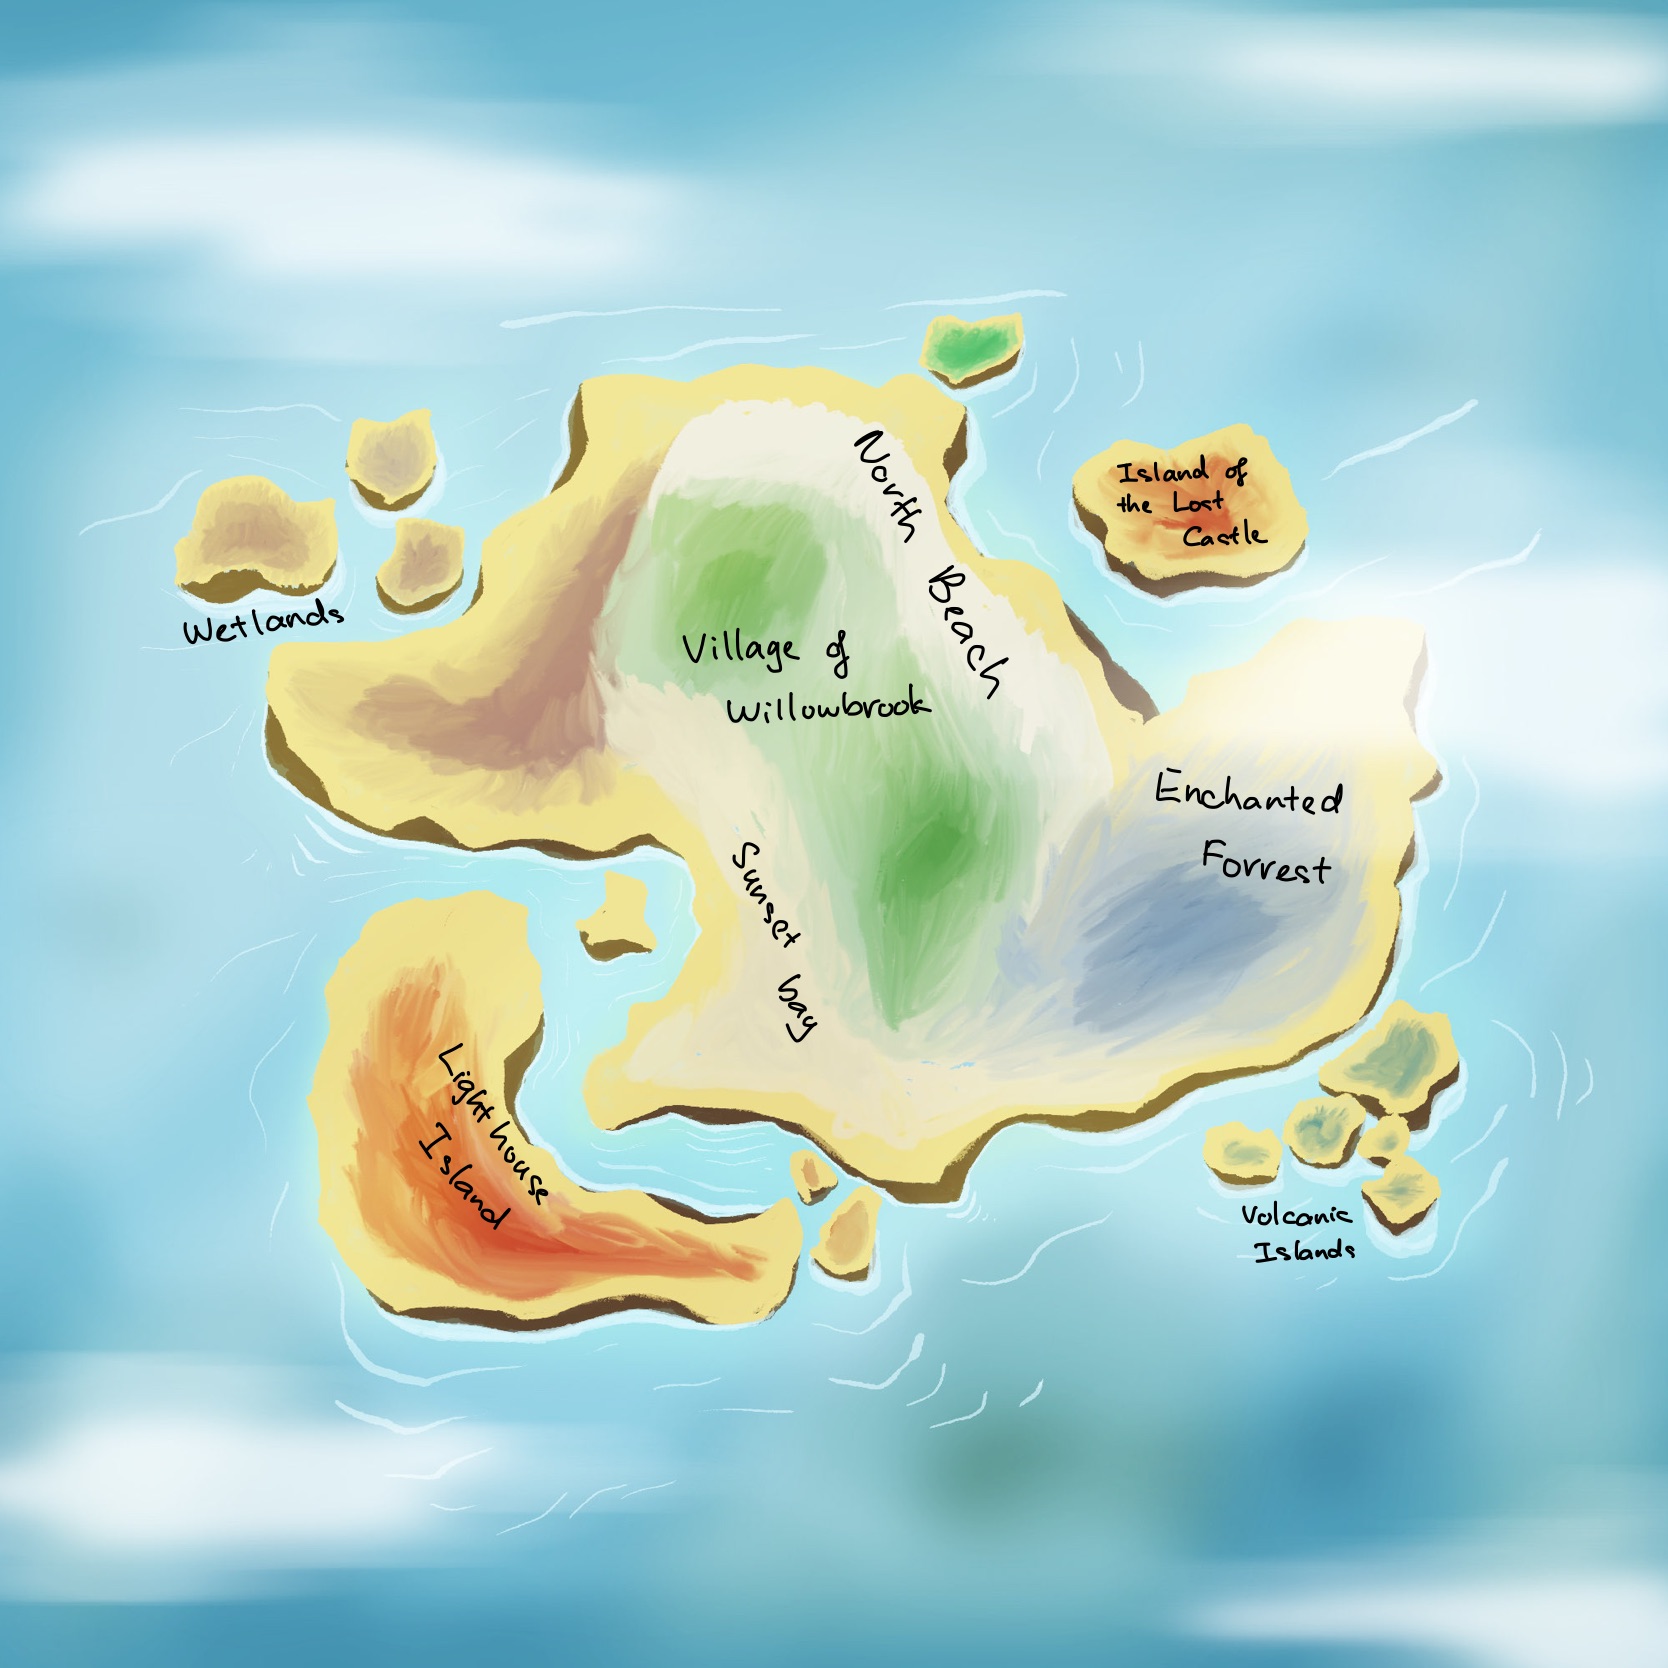 Island of
the Lost
Castle
North
Beach
Wetlands
Village of
Willowbrook
Enchanted
Forrest
Sunset bay
Lighthouse
Island
Volcanic
Islands